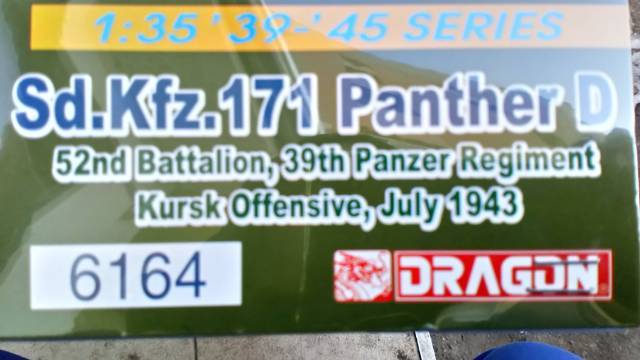 1:35 '39-'45 SERIES
Sd.Kfz.171 Panther D
52nd Battalion, 39th Panzer Regiment
Kursk Offensive, July 1943
6164
DRAGON